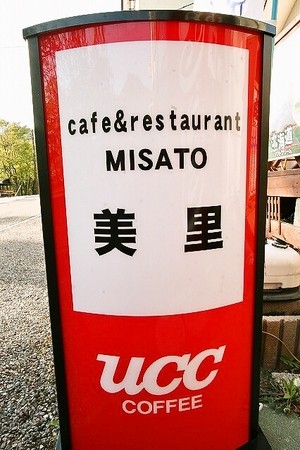 cafe&restaurant
MISATO
美里
UCC
COFFEE